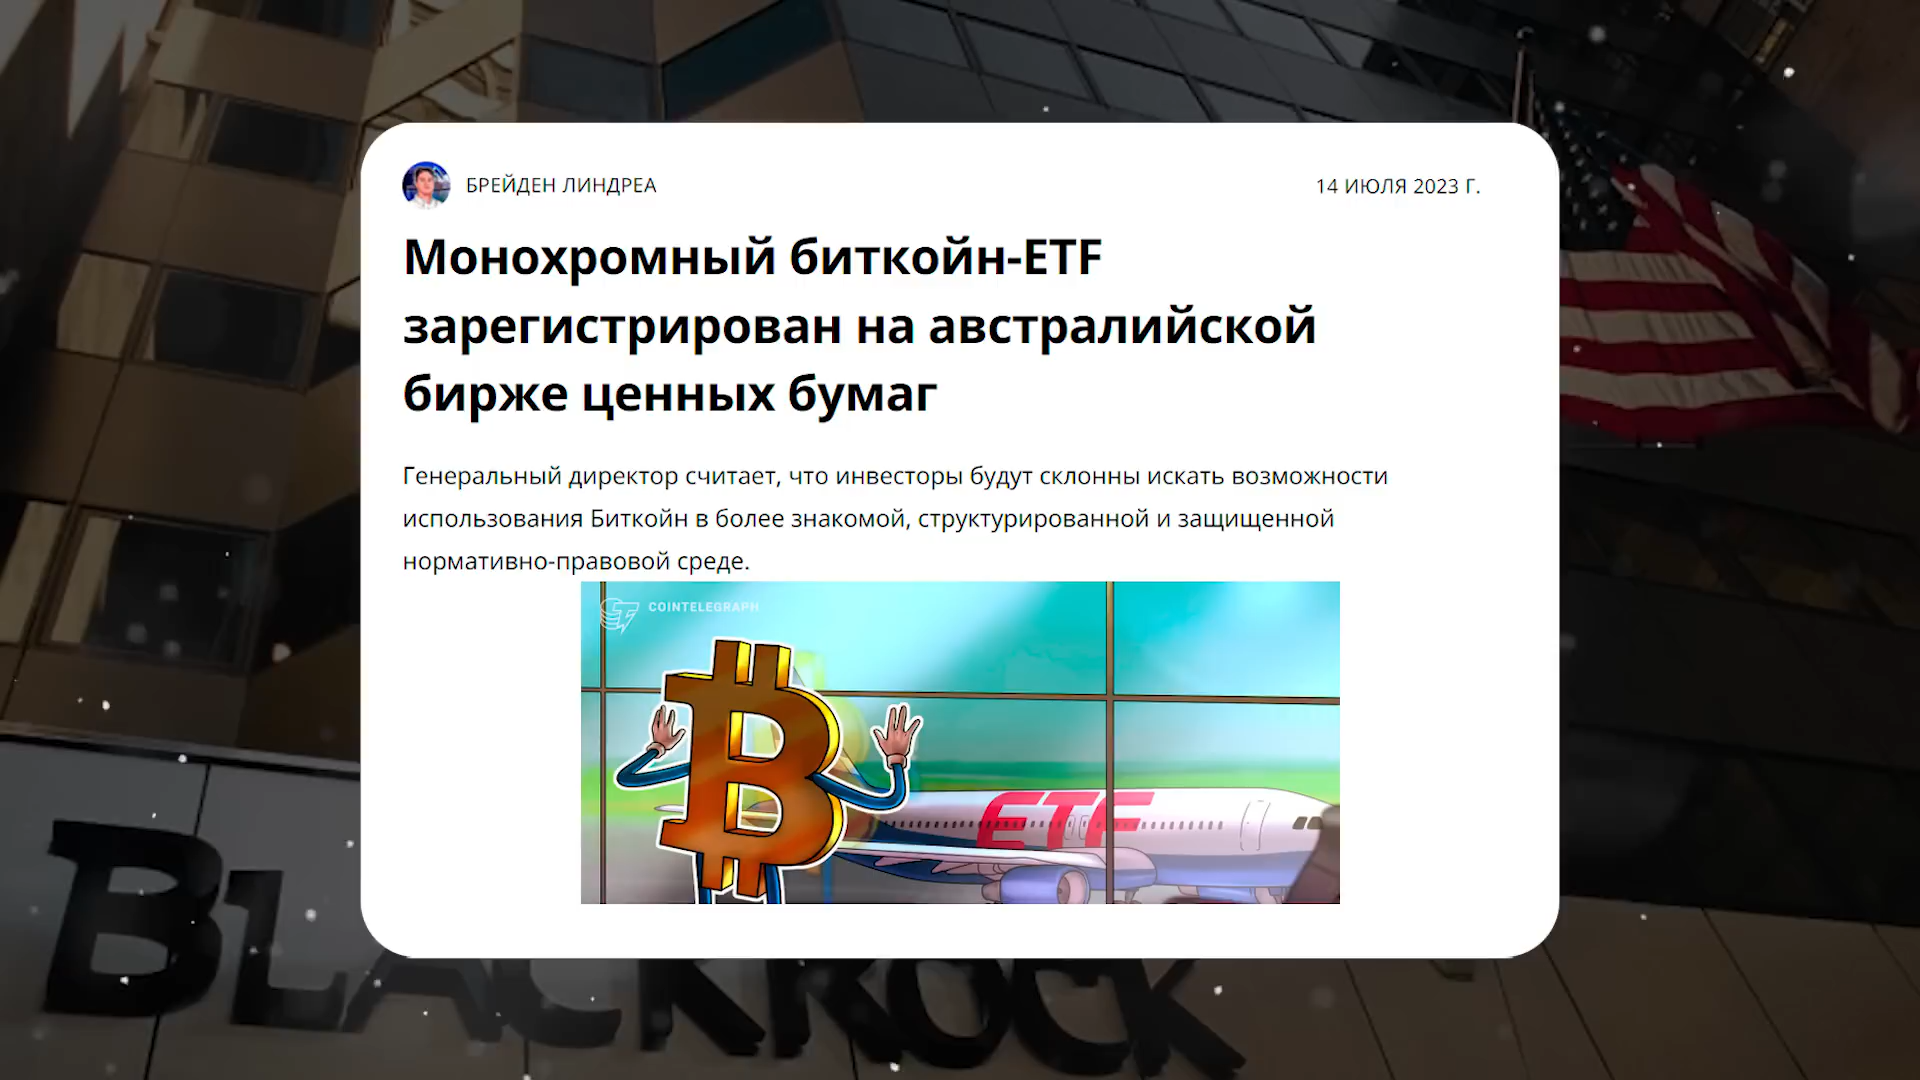 БРЕЙДЕН ЛИНДРЕА
14 ИЮЛЯ 2023 Г.
Монохромный биткойн-ETF
зарегистрирован на австралийской
бирже ценных бумаг
Генеральный директор считает, что инвесторы будут склонны искать возможности
использования Биткойн в более знакомой, структурированной и защищенной
нормативно-правовой среде.
COINTELEGRAPH
ETF
BLACKROCK